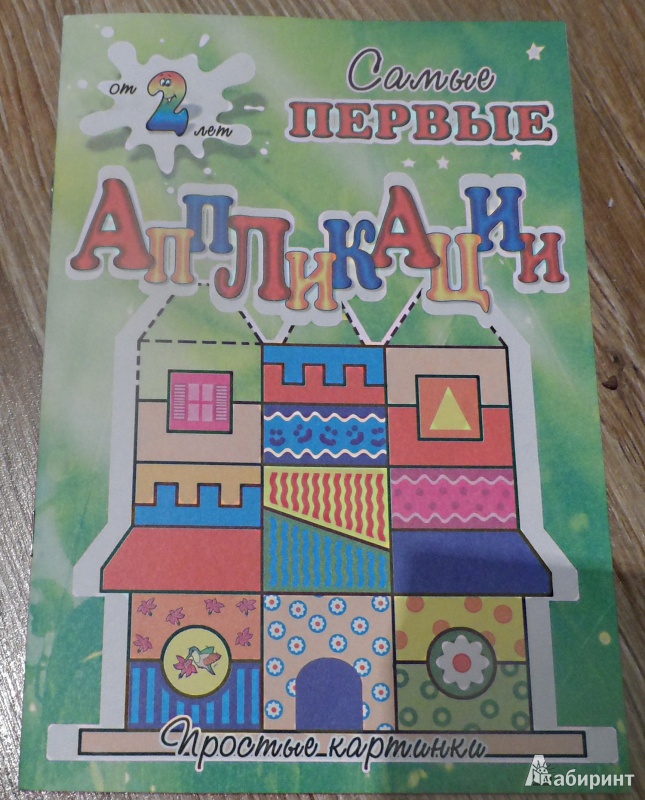 от 2 лет
Самые
ПЕРВЫЕ
АппЛикАцИи
Простые картинки
Лабиринт